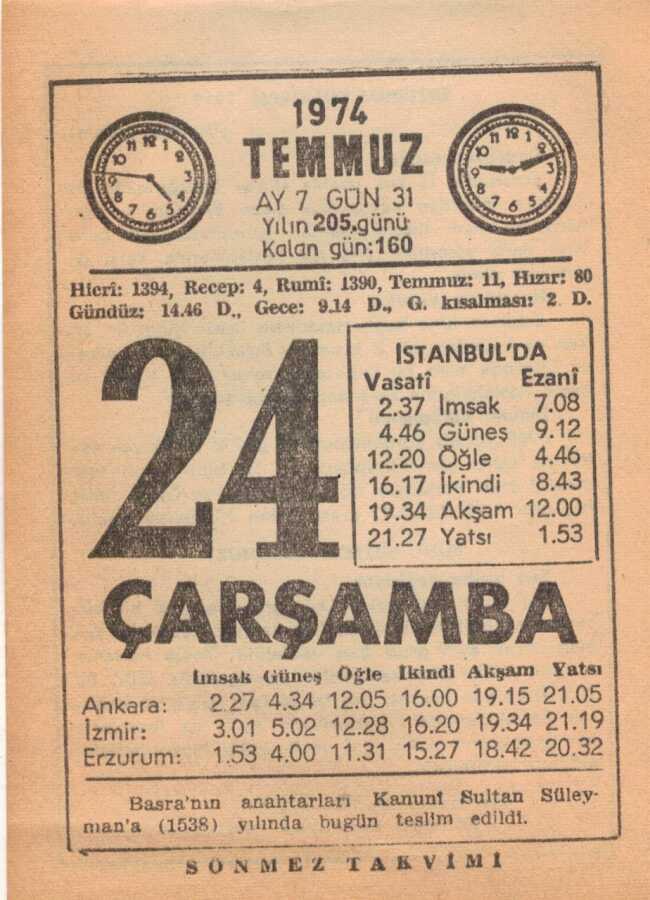 1974
TEMMUZ
AY 7 GÜN 31
Yılın 205.günü
Kalan gün:160
Hicrî: 1394, Recep: 4, Rumî: 1390, Temmuz: 11, Hızır: 80
Gündüz: 14.46 D., Gece: 9.14 D., G. kısalması: 2 D.
24
İSTANBUL'DA
Vasatî Ezanî
2.37 İmsak 7.08
4.46 Güneş 9.12
12.20 Öğle 4.46
16.17 İkindi 8.43
19.34 Akşam 12.00
21.27 Yatsı 1.53
ÇARŞAMBA
İmsak Güneş Öğle İkindi Akşam Yatsı
Ankara: 2.27 4.34 12.05 16.00 19.15 21.05
İzmir: 3.01 5.02 12.28 16.20 19.34 21.19
Erzurum: 1.53 4.00 11.31 15.27 18.42 20.32
Basra'nın anahtarları Kanunî Sultan Süley-
man'a (1538) yılında bugün teslim edildi.
SÖNMEZ TAKVİMİ